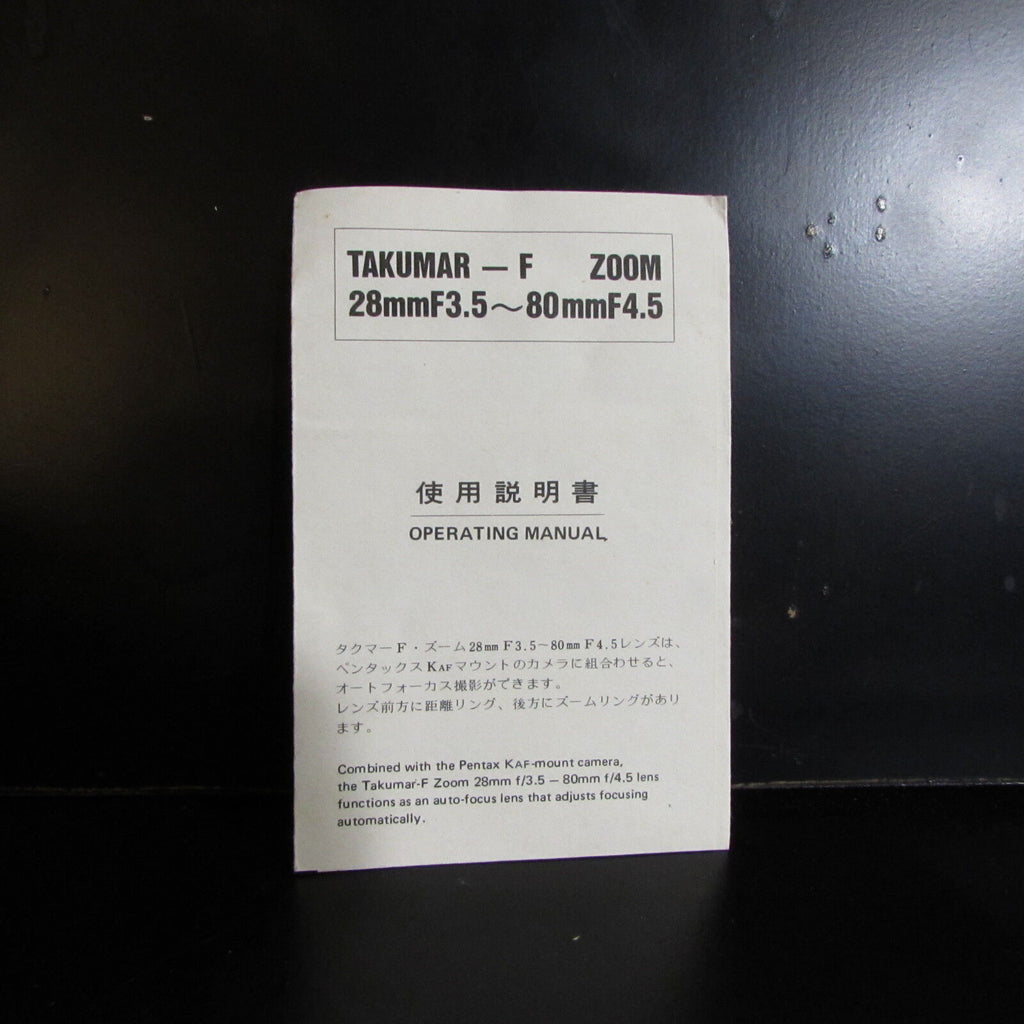 TAKUMAR — F ZOOM
28mmF3.5～80mmF4.5
使用説明書
OPERATING MANUAL
タクマーF・ズーム28mm F3.5～80mm F4.5レンズは、
ペンタックスKAFマウントのカメラに組合わせると、
オートフォーカス撮影ができます。
レンズ前方に距離リング、後方にズームリングがあり
ます。
Combined with the Pentax KAF-mount camera,
the Takumar-F Zoom 28mm f/3.5 — 80mm f/4.5 lens
functions as an auto-focus lens that adjusts focusing
automatically.